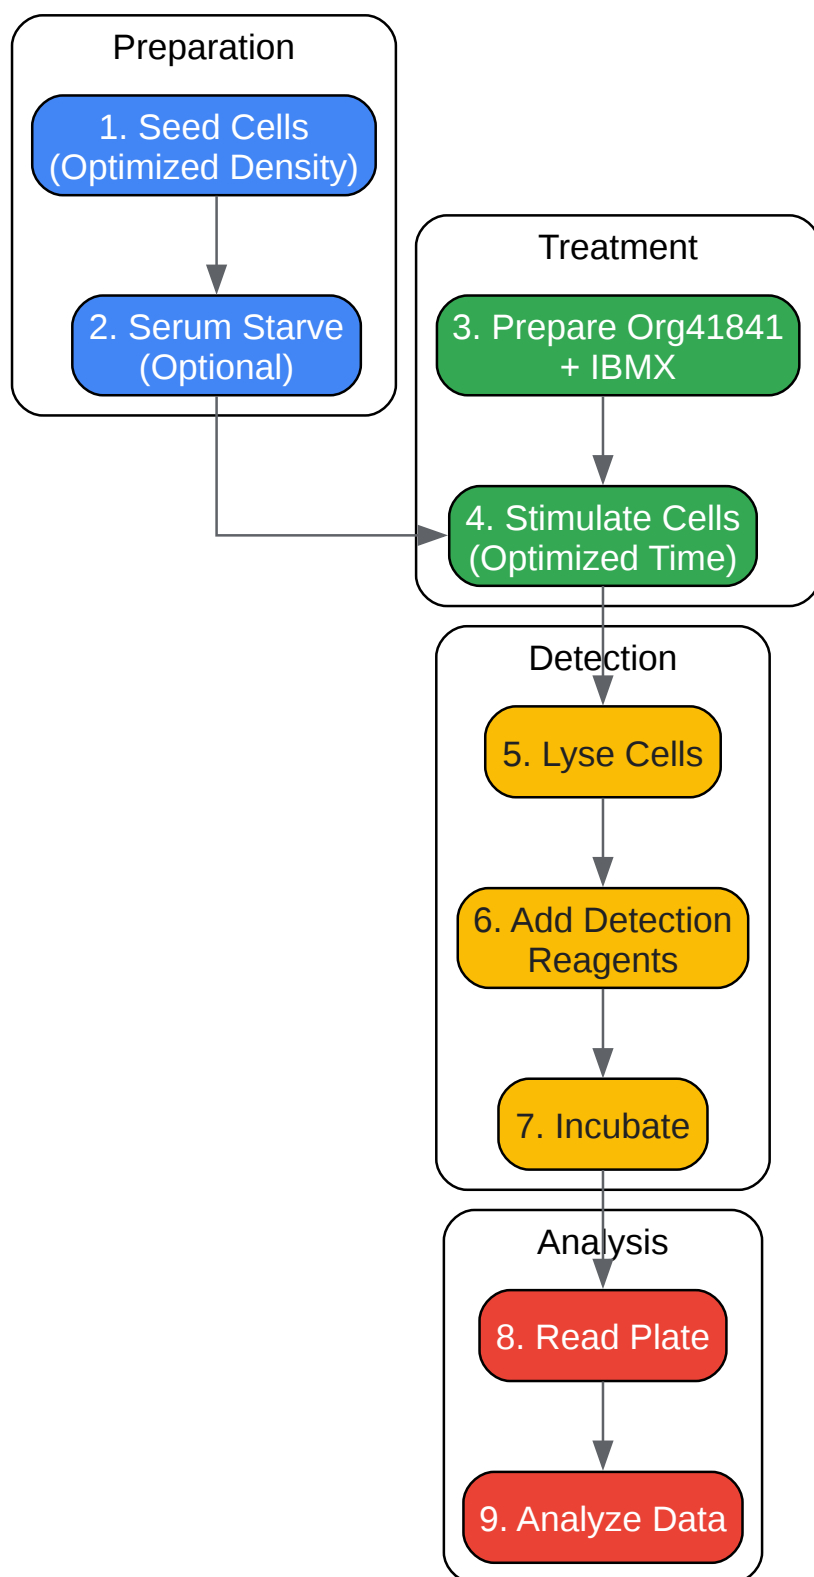 Preparation
1. Seed Cells
(Optimized Density)
2. Serum Starve
(Optional)
Treatment
3. Prepare Org41841
+ IBMX
4. Stimulate Cells
(Optimized Time)
Detection
5. Lyse Cells
6. Add Detection
Reagents
7. Incubate
Analysis
8. Read Plate
9. Analyze Data